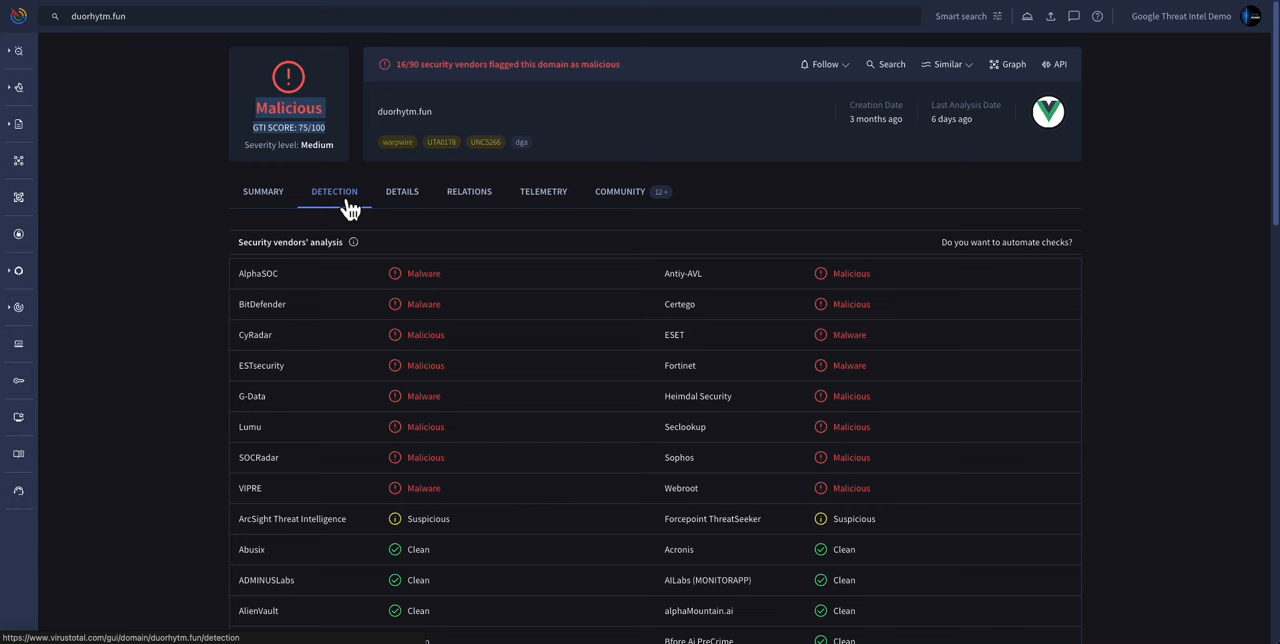 duorhytm.fun
Smart search
Google Threat Intel Demo
Malicious
GTI SCORE: 75/100
Severity level: Medium
16/90 security vendors flagged this domain as malicious
Follow
Search
Similar
Graph
API
duorhytm.fun
Creation Date
3 months ago
Last Analysis Date
6 days ago
warpwire UTA0178 UNC5266 dga
SUMMARY DETECTION DETAILS RELATIONS TELEMETRY COMMUNITY 12+
Security vendors' analysis
Do you want to automate checks?
AlphaSOC Malware Antiy-AVL Malicious
BitDefender Malware Certego Malicious
CyRadar Malicious ESET Malware
ESTsecurity Malicious Fortinet Malware
G-Data Malware Heimdal Security Malicious
Lumu Malicious Seclookup Malicious
SOCRadar Malicious Sophos Malicious
VIPRE Malware Webroot Malicious
ArcSight Threat Intelligence Suspicious Forcepoint ThreatSeeker Suspicious
Abusix Clean Acronis Clean
ADMINUSLabs Clean AILabs (MONITORAPP) Clean
AlienVault Clean alphaMountain.ai Clean
Bfore.Ai PreCrime Clean
https://www.virustotal.com/gui/domain/duorhytm.fun/detection